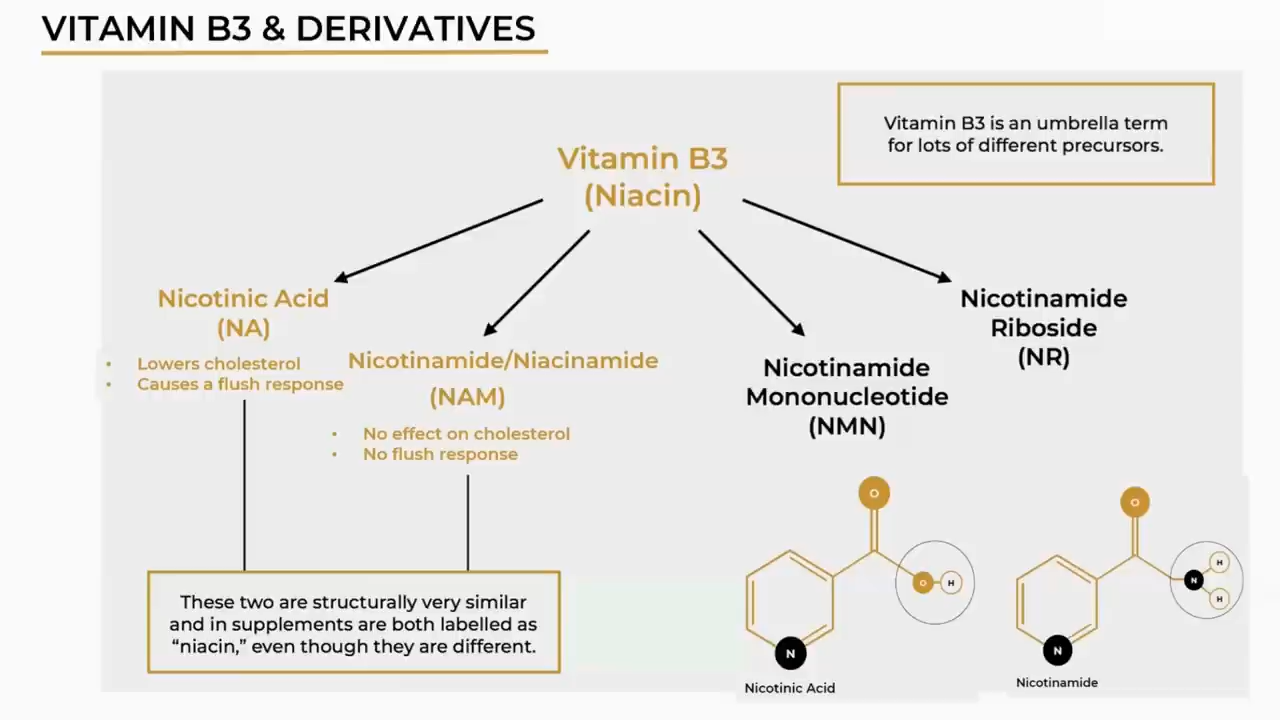 VITAMIN B3 & DERIVATIVES
Vitamin B3 is an umbrella term
for lots of different precursors.
Vitamin B3
(Niacin)
Nicotinic Acid
(NA)
• Lowers cholesterol
• Causes a flush response
Nicotinamide/Niacinamide
(NAM)
• No effect on cholesterol
• No flush response
Nicotinamide
Mononucleotide
(NMN)
Nicotinamide
Riboside
(NR)
These two are structurally very similar
and in supplements are both labelled as
“niacin,” even though they are different.
O
O H
N
Nicotinic Acid
O
H
N
H
N
Nicotinamide